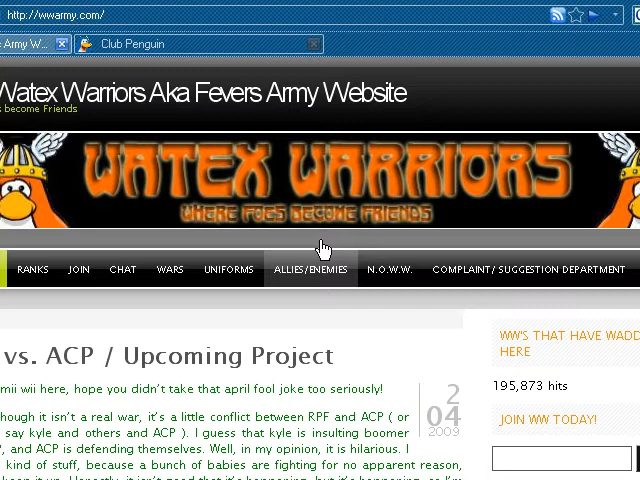 http://wwarmy.com/
Army W...
Club Penguin
Watex Warriors Aka Fevers Army Website
become Friends
WATEX WARRIORS
WHERE FOES BECOME FRIENDS
RANKS JOIN CHAT WARS UNIFORMS ALLIES/ENEMIES N.O.W.W. COMPLAINT/ SUGGESTION DEPARTMENT
vs. ACP / Upcoming Project
mii wii here, hope you didn't take that april fool joke too seriously!
2
04
2009
though it isn't a real war, it's a little conflict between RPF and ACP ( or
say kyle and others and ACP ). I guess that kyle is insulting boomer
, and ACP is defending themselves. Well, in my opinion, it is hilarious. I
kind of stuff, because a bunch of babies are fighting for no apparent reason,
WW'S THAT HAVE WADD
HERE
195,873 hits
JOIN WW TODAY!